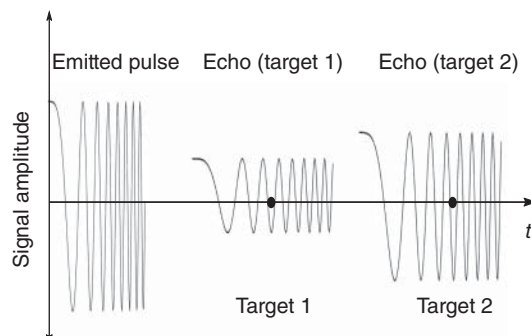 Emitted pulse Echo (target 1) Echo (target 2)
Signal amplitude
t
Target 1 Target 2